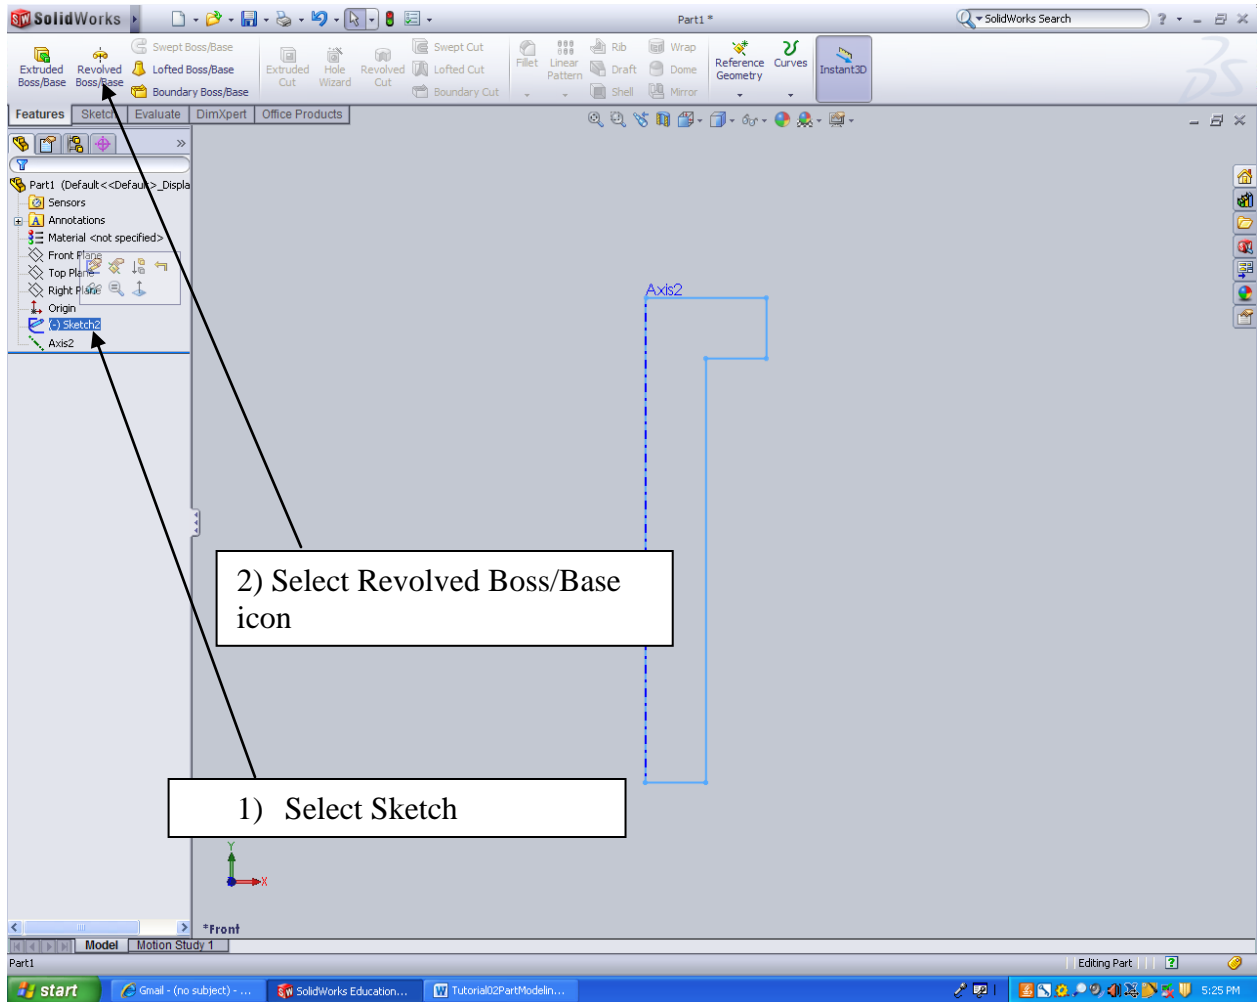 SolidWorks
Part1 *
SolidWorks Search
Extruded Boss/Base
Revolved Boss/Base
Swept Boss/Base
Lofted Boss/Base
Boundary Boss/Base
Extruded Cut
Hole Wizard
Revolved Cut
Swept Cut
Lofted Cut
Boundary Cut
Fillet
Linear Pattern
Rib
Draft
Shell
Wrap
Dome
Mirror
Reference Geometry
Curves
Instant3D
Features
Sketch
Evaluate
DimXpert
Office Products
Part1 (Default<<Default>_Displa
Sensors
Annotations
Material <not specified>
Front Plane
Top Plane
Right Plane
Origin
(-) Sketch2
Axis2
Axis2
2) Select Revolved Boss/Base
icon
1) Select Sketch
Y
X
*Front
Model
Motion Study 1
Part1
Editing Part
start
Gmail - (no subject) - ...
SolidWorks Education...
Tutorial02PartModelin...
5:25 PM